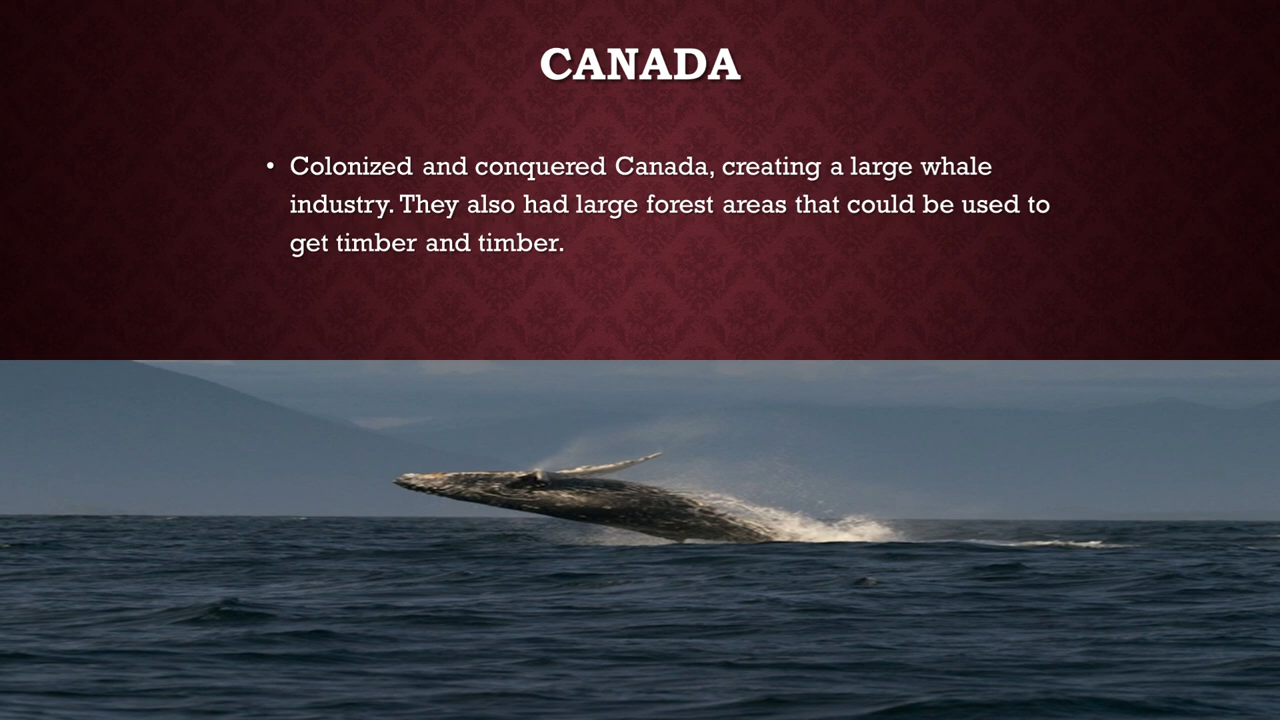 CANADA
• Colonized and conquered Canada, creating a large whale
industry. They also had large forest areas that could be used to
get timber and timber.